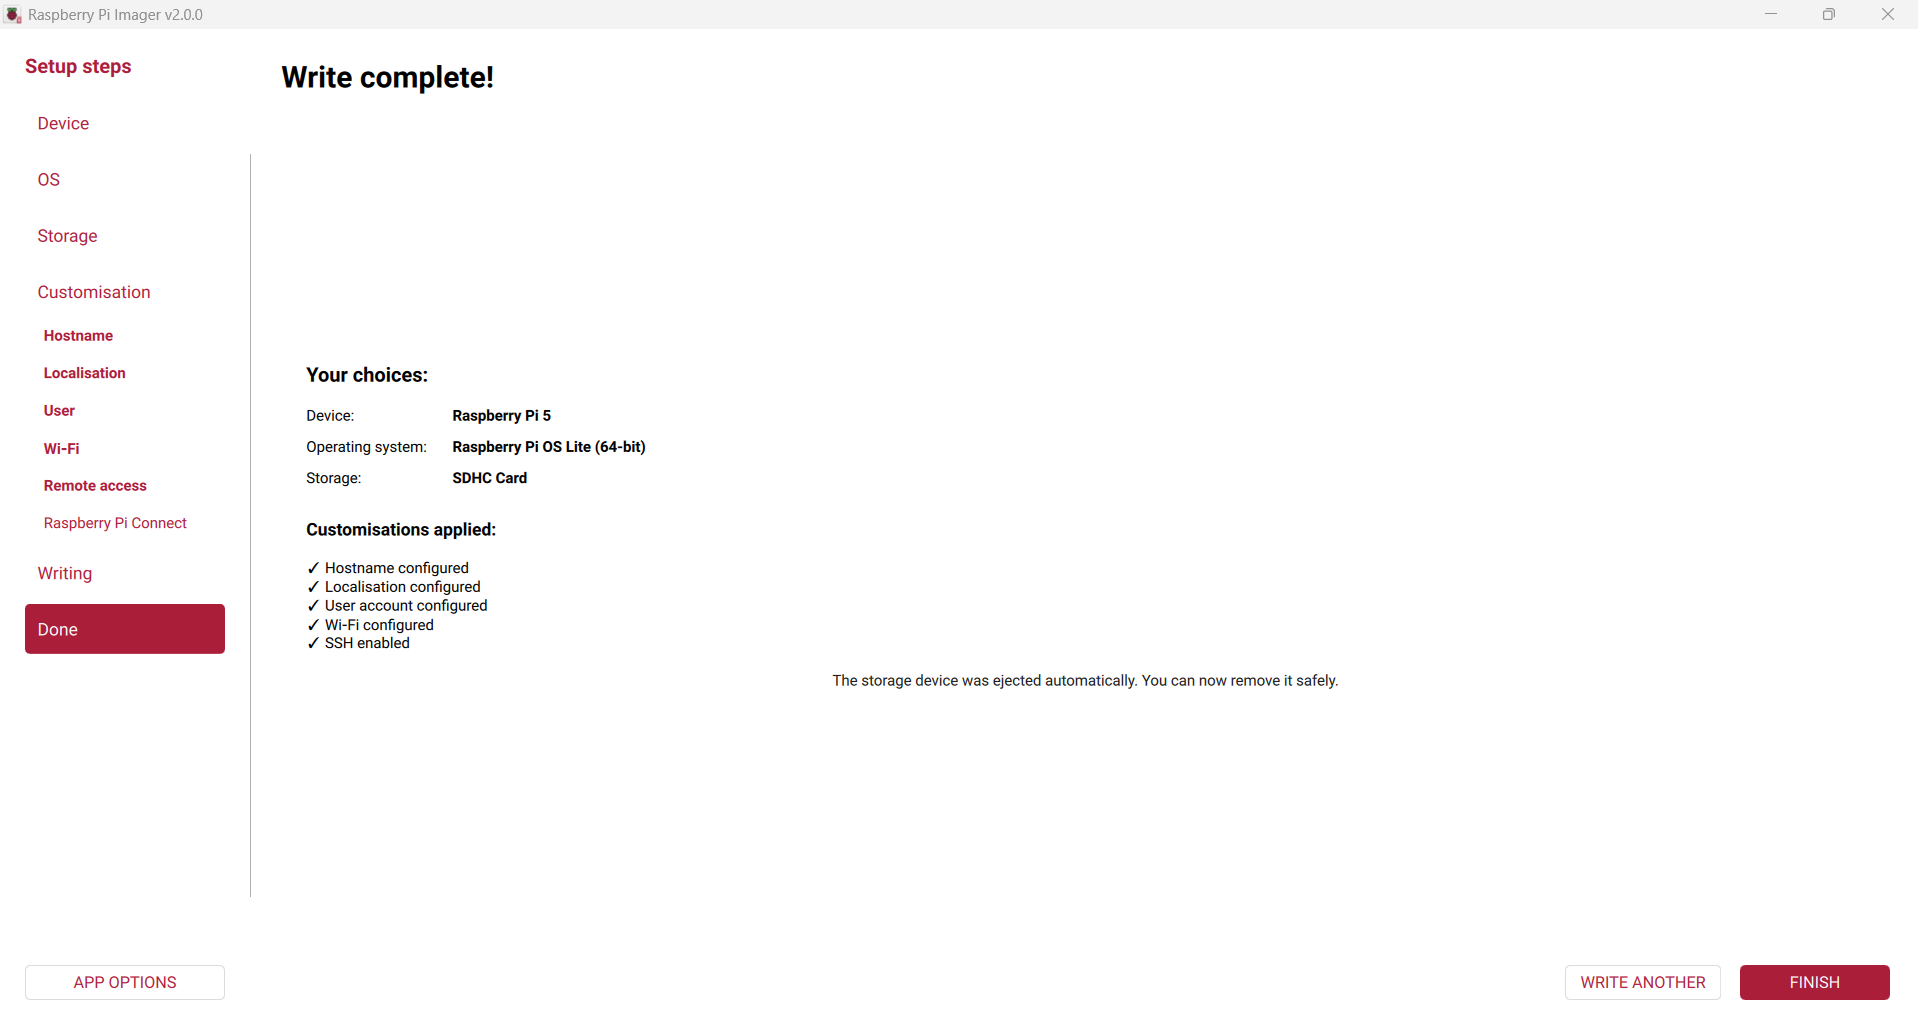 Raspberry Pi Imager v2.0.0
Setup steps
Device
OS
Storage
Customisation
Hostname
Localisation
User
Wi-Fi
Remote access
Raspberry Pi Connect
Writing
Done
APP OPTIONS
Write complete!
Your choices:
Device: Raspberry Pi 5
Operating system: Raspberry Pi OS Lite (64-bit)
Storage: SDHC Card
Customisations applied:
✓ Hostname configured
✓ Localisation configured
✓ User account configured
✓ Wi-Fi configured
✓ SSH enabled
The storage device was ejected automatically. You can now remove it safely.
WRITE ANOTHER
FINISH